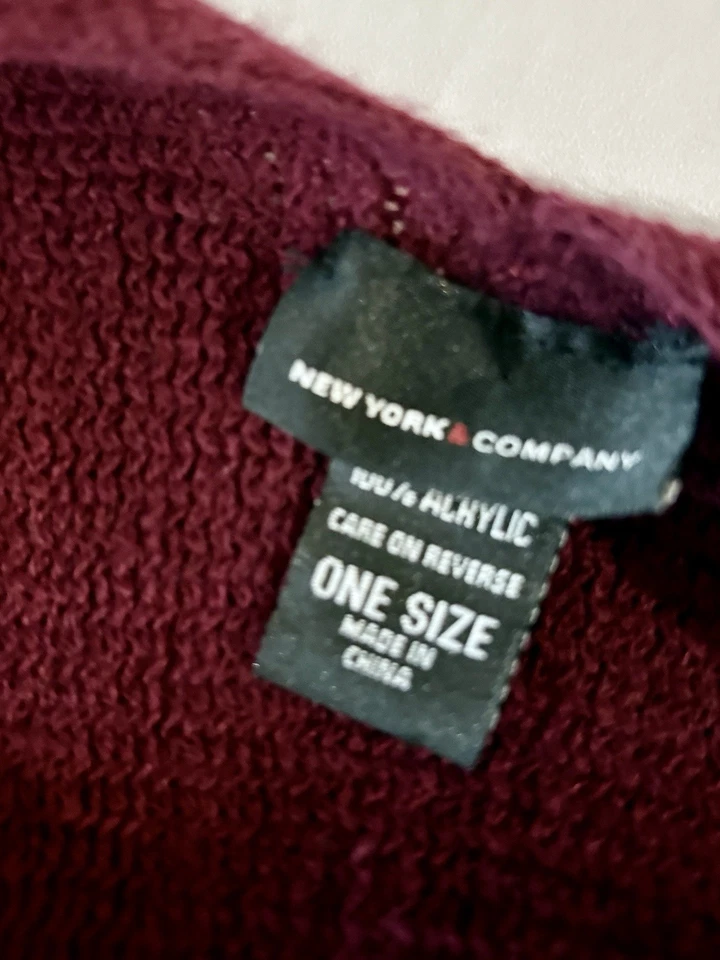 NEW YORK & COMPANY
100% ACRYLIC
CARE ON REVERSE
ONE SIZE
MADE IN
CHINA